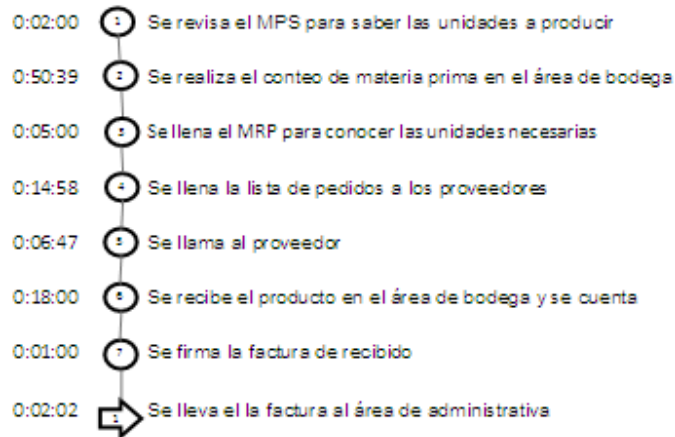 0:02:00 1 Se revisa el MPS para saber las unidades a producir
0:50:39 2 Se realiza el conteo de materia prima en el área de bodega
0:05:00 3 Se llena el MRP para conocer las unidades necesarias
0:14:58 4 Se llena la lista de pedidos a los proveedores
0:06:47 5 Se llama al proveedor
0:18:00 6 Se recibe el producto en el área de bodega y se cuenta
0:01:00 7 Se firma la factura de recibido
0:02:02 1 Se lleva el la factura al área de administrativa